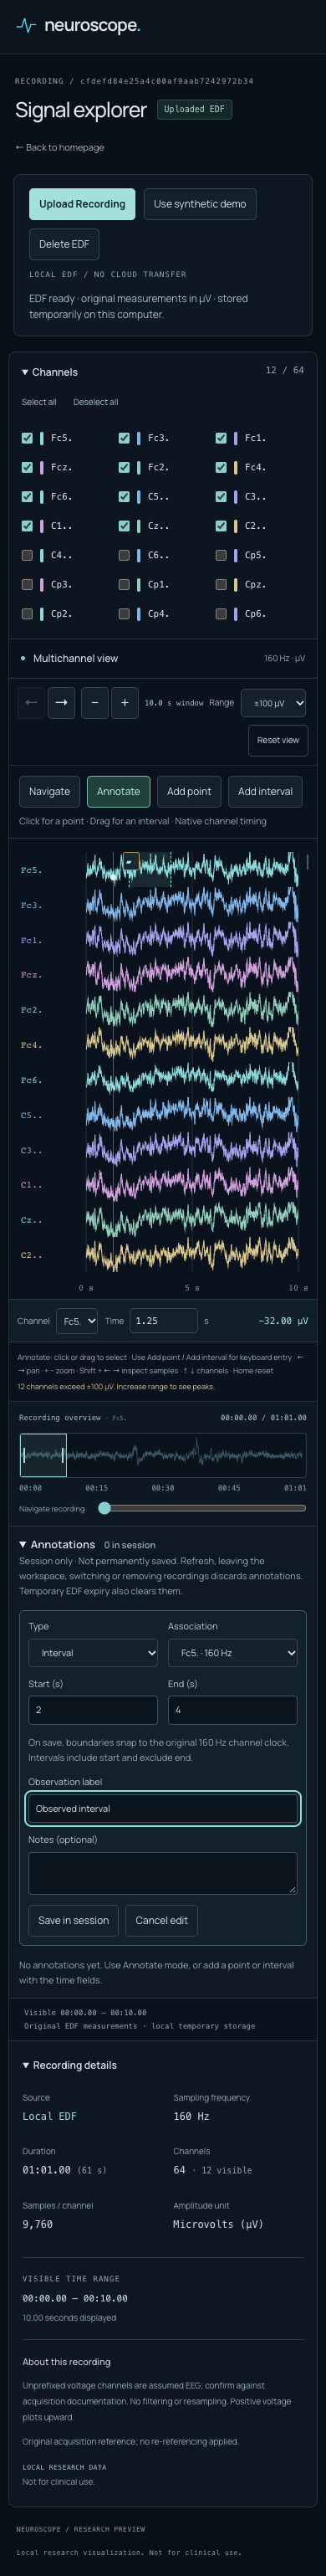 neuroscope.
RECORDING / cfdefd84e25a4c00af9aab7242972b34
Signal explorer Uploaded EDF
← Back to homepage
Upload Recording Use synthetic demo
Delete EDF
LOCAL EDF / NO CLOUD TRANSFER
EDF ready · original measurements in µV · stored
temporarily on this computer.
▼ Channels 12 / 64
Select all Deselect all
Fc5. Fc3. Fc1.
Fcz. Fc2. Fc4.
Fc6. C5.. C3..
C1.. Cz.. C2..
C4.. C6.. Cp5.
Cp3. Cp1. Cpz.
Cp2. Cp4. Cp6.
Multichannel view 160 Hz · µV
← → − + 10.0 s window Range ±100 µV
Reset view
Navigate Annotate Add point Add interval
Click for a point · Drag for an interval · Native channel timing
Fc5.
Fc3.
Fc1.
Fcz.
Fc2.
Fc4.
Fc6.
C5..
C3..
C1..
Cz..
C2..
0 s 5 s 10 s
Channel Fc5. Time 1.25 s −32.00 µV
Annotate: click or drag to select · Use Add point / Add interval for keyboard entry · ←
→ pan · + − zoom · Shift + ← → inspect samples · ↑ ↓ channels · Home reset
12 channels exceed ±100 µV. Increase range to see peaks.
Recording overview · Fc5. 00:00.00 / 01:01.00
00:00 00:15 00:30 00:45 01:01
Navigate recording
▼ Annotations 0 in session
Session only · Not permanently saved. Refresh, leaving the
workspace, switching or removing recordings discards annotations.
Temporary EDF expiry also clears them.
Type Association
Interval Fc5. · 160 Hz
Start (s) End (s)
2 4
On save, boundaries snap to the original 160 Hz channel clock.
Intervals include start and exclude end.
Observation label
Observed interval
Notes (optional)
Save in session Cancel edit
No annotations yet. Use Annotate mode, or add a point or interval
with the time fields.
Visible 00:00.00 — 00:10.00
Original EDF measurements · local temporary storage
▼ Recording details
Source Sampling frequency
Local EDF 160 Hz
Duration Channels
01:01.00 (61 s) 64 · 12 visible
Samples / channel Amplitude unit
9,760 Microvolts (µV)
VISIBLE TIME RANGE
00:00.00 — 00:10.00
10.00 seconds displayed
About this recording
Unprefixed voltage channels are assumed EEG; confirm against
acquisition documentation. No filtering or resampling. Positive voltage
plots upward.
Original acquisition reference; no re-referencing applied.
LOCAL RESEARCH DATA
Not for clinical use.
NEUROSCOPE / RESEARCH PREVIEW
Local research visualization. Not for clinical use.